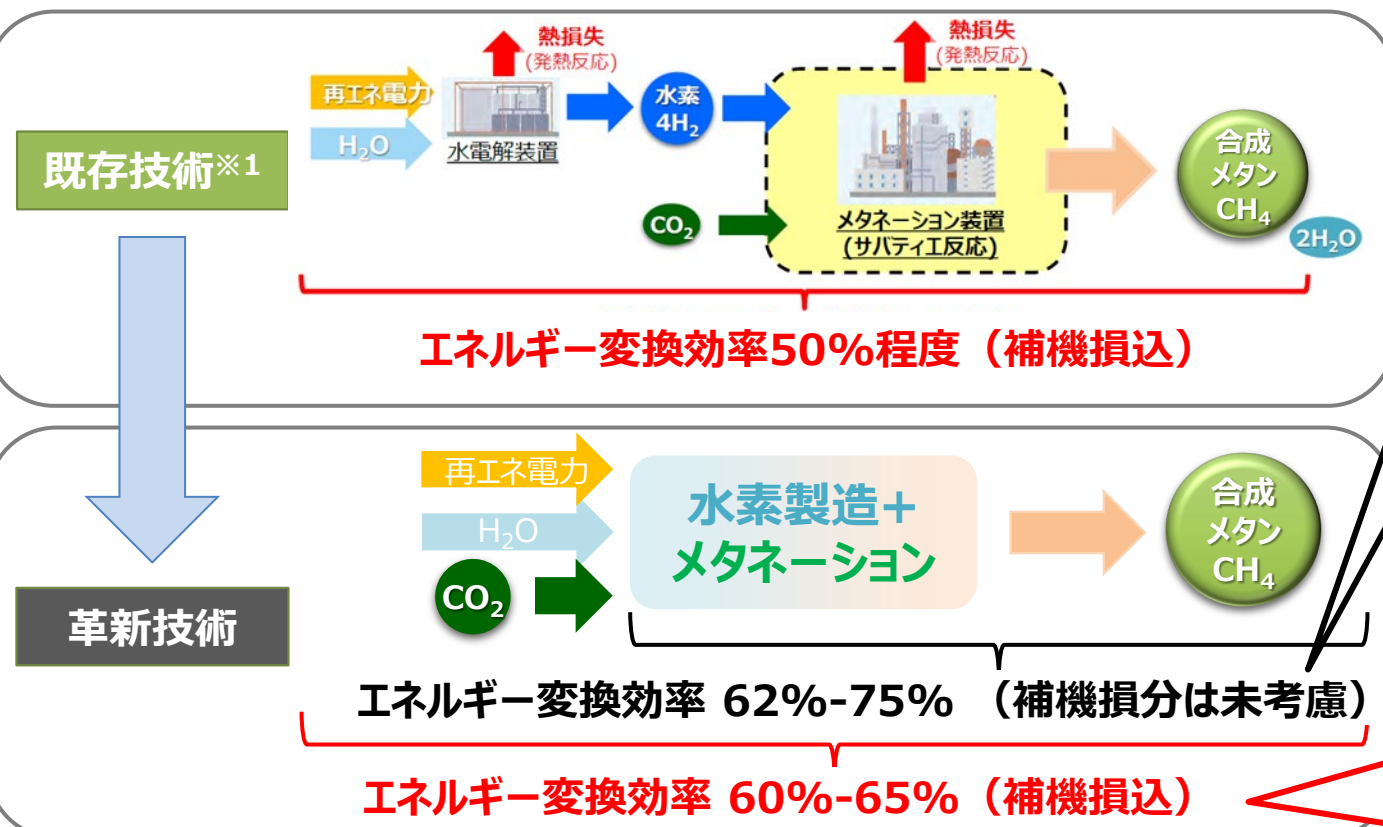 熱損失
(発熱反応)
熱損失
(発熱反応)
再エネ電力
H₂O
水電解装置
水素
4H₂
CO₂
メタネーション装置
(サバティエ反応)
合成
メタン
CH₄
2H₂O
既存技術※1
エネルギー変換効率50%程度（補機損込）
再エネ電力
H₂O
CO₂
水素製造+
メタネーション
合成
メタン
CH₄
革新技術
エネルギー変換効率 62%-75% （補機損分は未考慮）
エネルギー変換効率 60%-65%（補機損込）